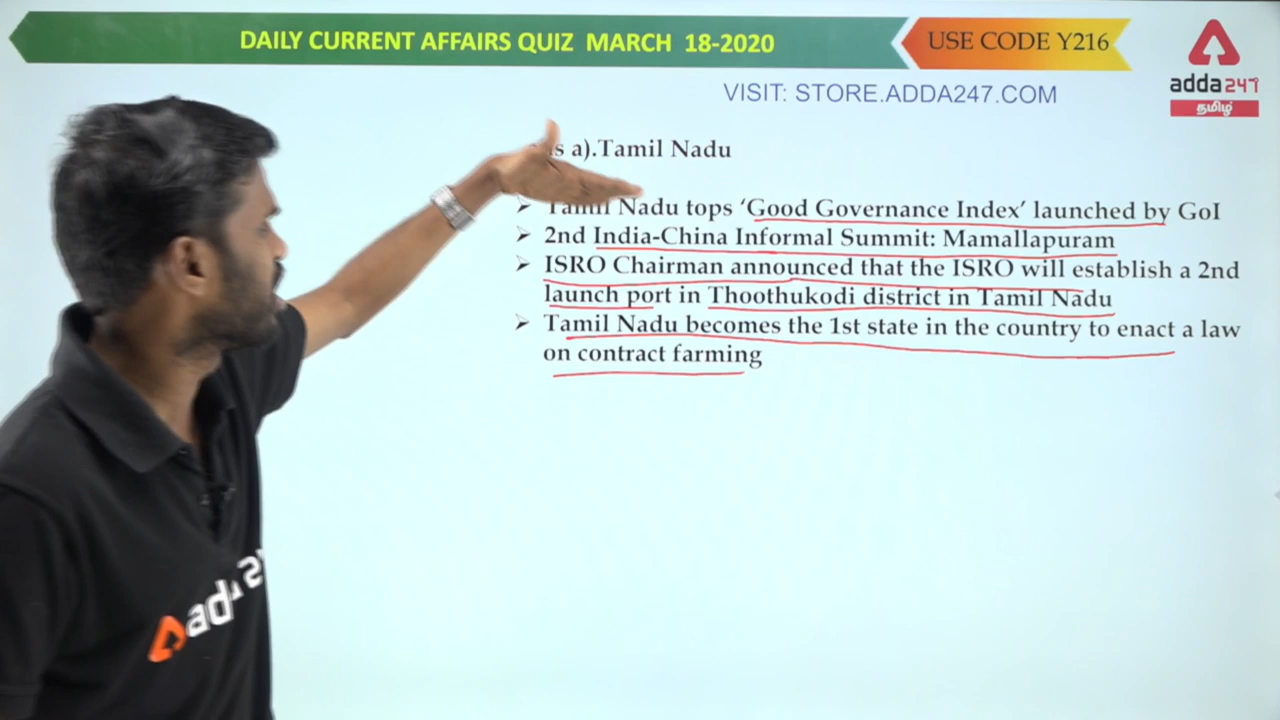 DAILY CURRENT AFFAIRS QUIZ MARCH 18-2020
USE CODE Y216
adda247
தமிழ்
VISIT: STORE.ADDA247.COM
a).Tamil Nadu
➢ Tamil Nadu tops ‘Good Governance Index’ launched by GoI
➢ 2nd India-China Informal Summit: Mamallapuram
➢ ISRO Chairman announced that the ISRO will establish a 2nd
launch port in Thoothukodi district in Tamil Nadu
➢ Tamil Nadu becomes the 1st state in the country to enact a law
on contract farming